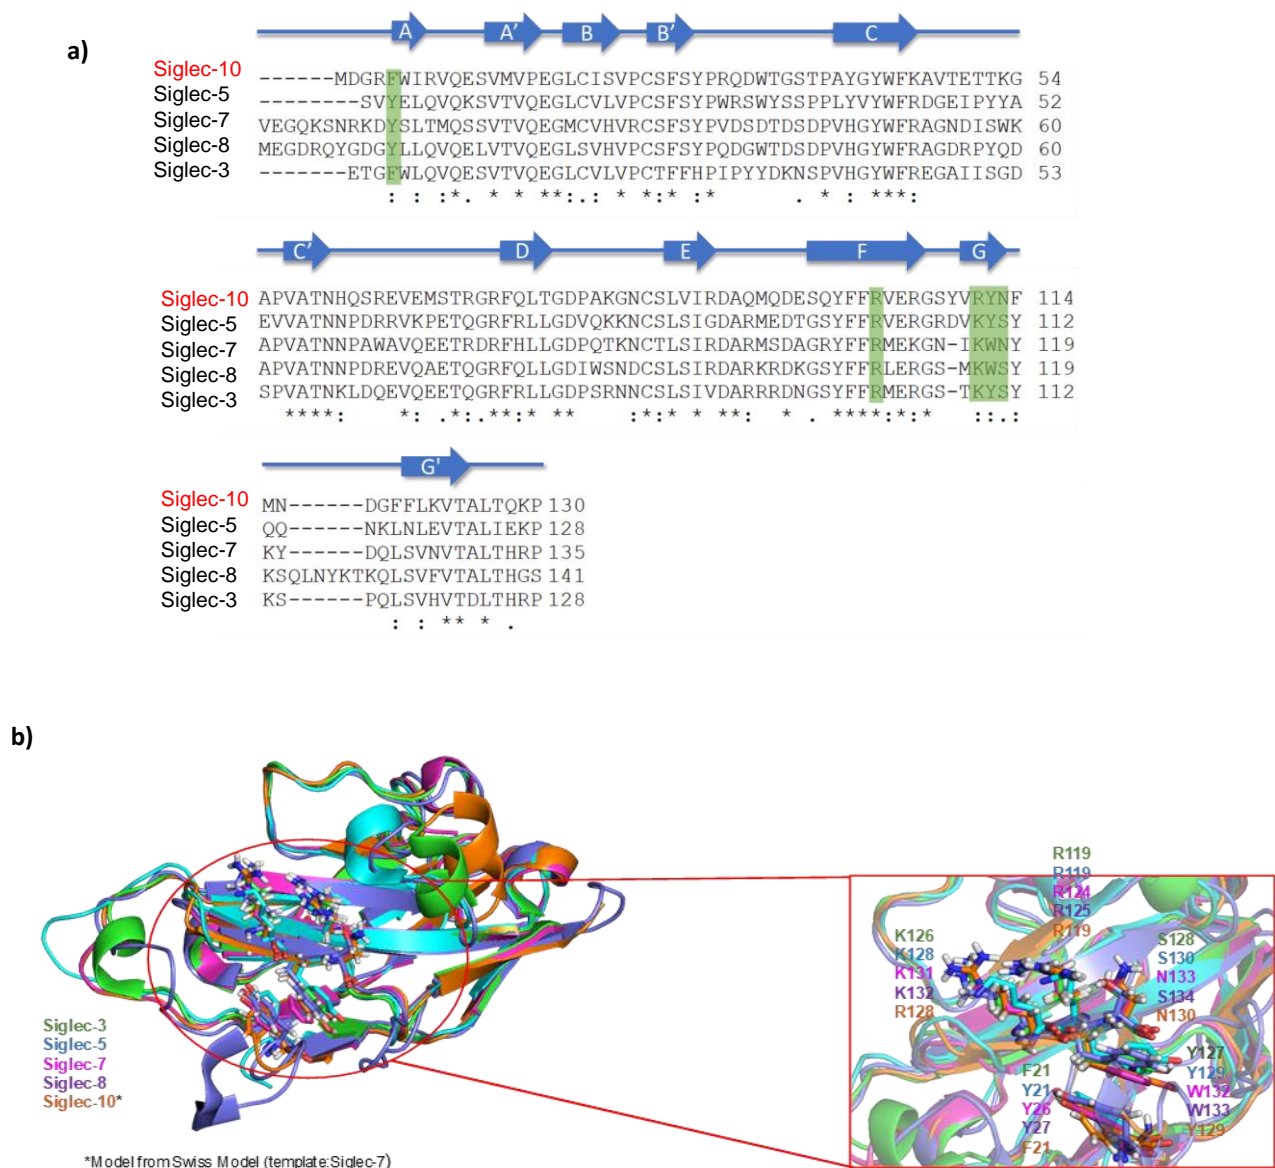 a)
A A' B B' C
Siglec-10 ------MDGRFWIRVQESVMVPEGLCISVPCSFSYPRQDWTGSTPAYGYWFKAVTETTKG 54
Siglec-5 --------SVYELQVQKSVTVQEGLCVLVPCSFSYPWRSWYSSPPLYVYWFRDGEIPYYA 52
Siglec-7 VEGQKSNRKDYSLTMQSSVTVQEGMCVHVRCSFSYPVDSDTDSDPVHGYWFRAGNDISWK 60
Siglec-8 MEGDRQYGDGYLLQVQELVTVQEGLSVHVPCSFSYPQDGWTDSDPVHGYWFRAGDRPYQD 60
Siglec-3 -------ETGFWLQVQESVTVQEGLCVLVPCTFFHPIPYYDKNSPVHGYWFREGAIISGD 53
: : :*. * **:.: * *:* :* . * : ***:
C' D E F G
Siglec-10 APVATNHQSREVEMSTRGRFQLTGDPAKGNCSLVIRDAQMQDESQYFFRVERGSYVRYNF 114
Siglec-5 EVVATNNPDRRVKPETQGRFRLLGDVQKKNCSLSIGDARMEDTGSYFFRVERGRDVKYSY 112
Siglec-7 APVATNNPAWAVQEETRDRFHLLGDPQTKNCTLSIRDARMSDAGRYFFRMEKGN-IKWNY 119
Siglec-8 APVATNNPDREVQAETQGRFQLLGDIWSNDCSLSIRDARKRDKGSYFFRLERGS-MKWSY 119
Siglec-3 SPVATNKLDQEVQEETQGRFRLLGDPSRNNCSLSIVDARRRDNGSYFFRMERGS-TKYSY 112
****: *: .*:.**:* ** :*:* * **: * . ****:*:* ::.:
G'
Siglec-10 MN------DGFFLKVTALTQKP 130
Siglec-5 QQ------NKLNLEVTALIEKP 128
Siglec-7 KY------DQLSVNVTALTHRP 135
Siglec-8 KSQLNYKTKQLSVFVTALTHGS 141
Siglec-3 KS------PQLSVHVTDLTHRP 128
: : ** * .
b)
R119
R119
R124
R125
R119
K126
K128
K131
K132
R128
S128
S130
N133
S134
N130
Siglec-3
Siglec-5
Siglec-7
Siglec-8
Siglec-10*
F21
Y21
Y26
Y27
F21
Y127
Y129
W132
W133
Y129
*Model from Swiss Model (template:Siglec-7)